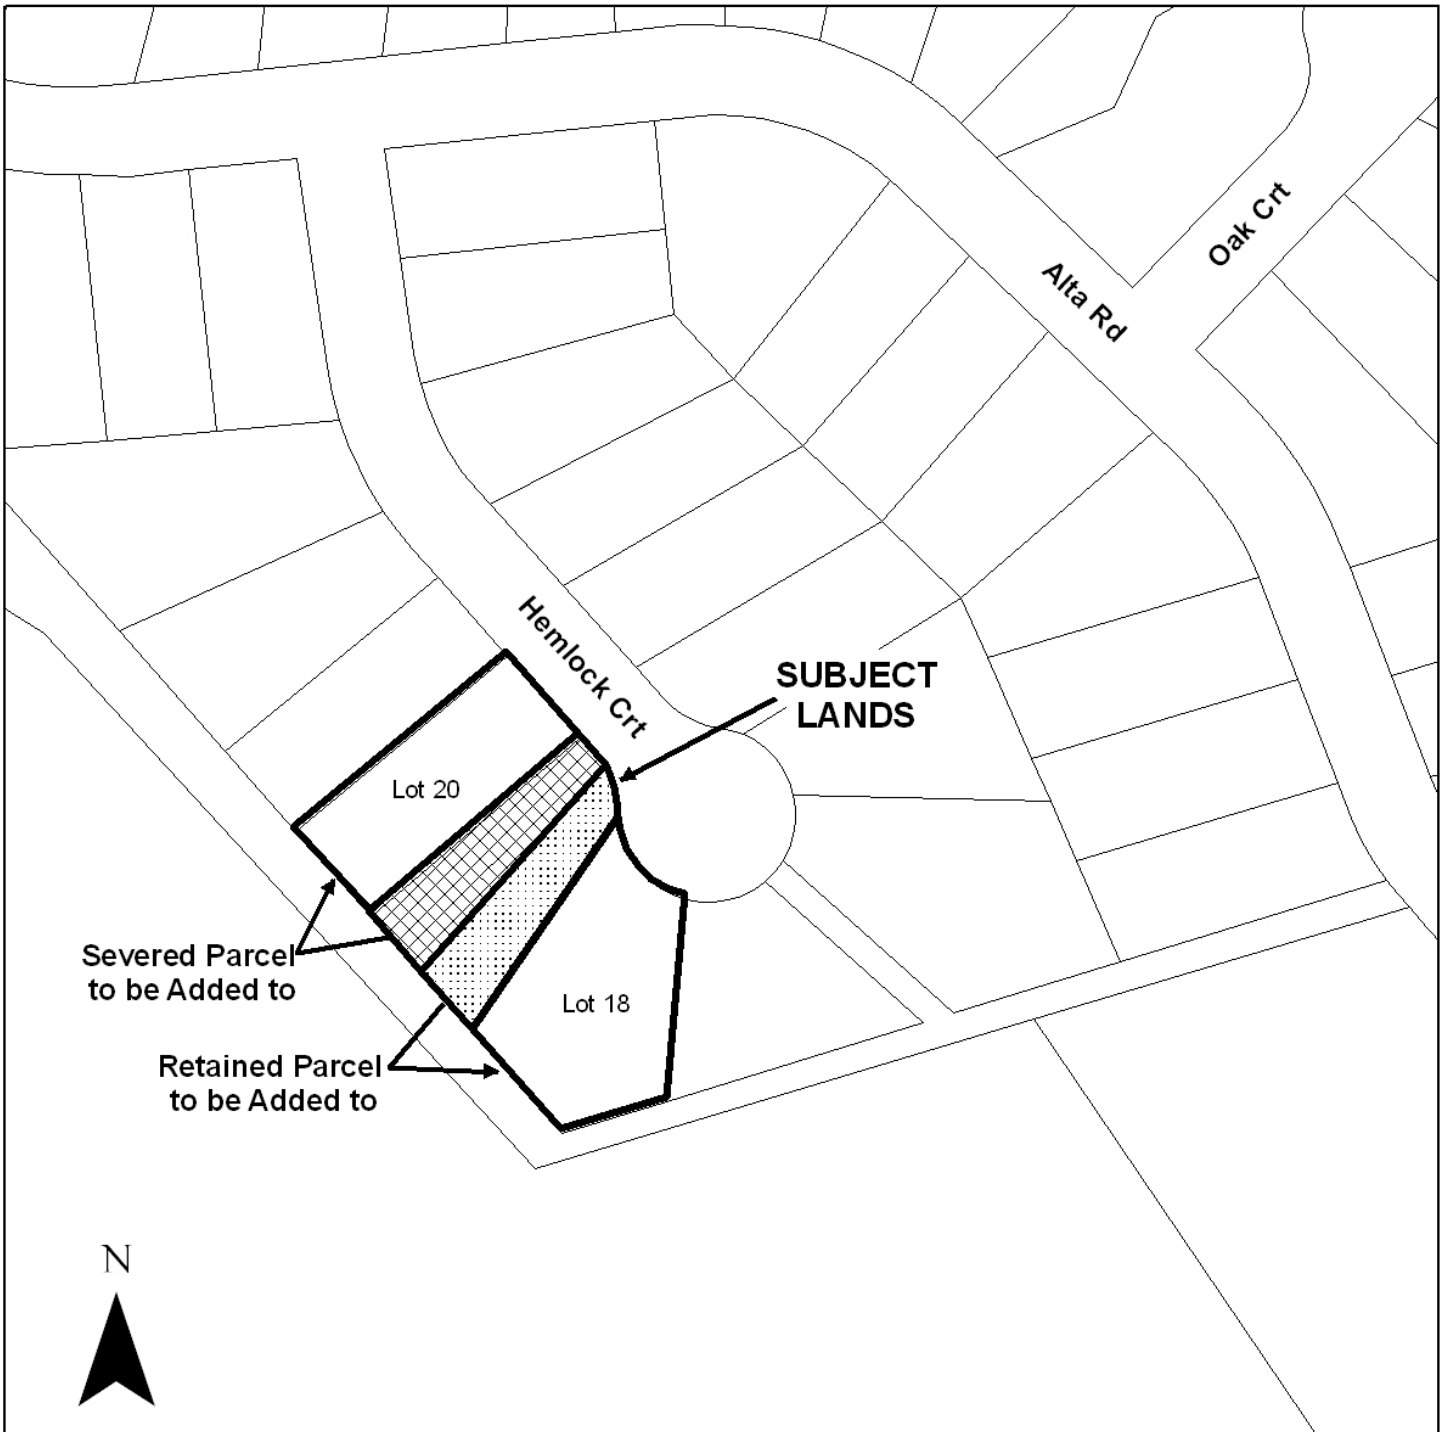 Oak Crt
Alta Rd
Hemlock Crt
SUBJECT
LANDS
Lot 20
Severed Parcel
to be Added to
Lot 18
Retained Parcel
to be Added to
N